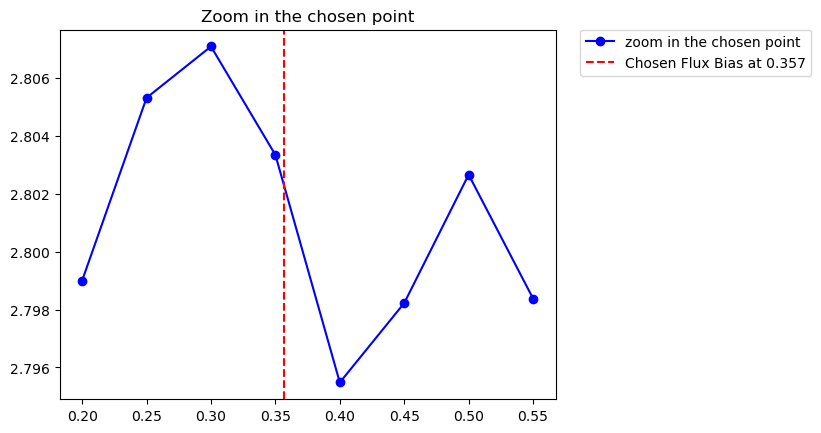 Zoom in the chosen point
zoom in the chosen point
Chosen Flux Bias at 0.357
2.806
2.804
2.802
2.800
2.798
2.796
0.20 0.25 0.30 0.35 0.40 0.45 0.50 0.55